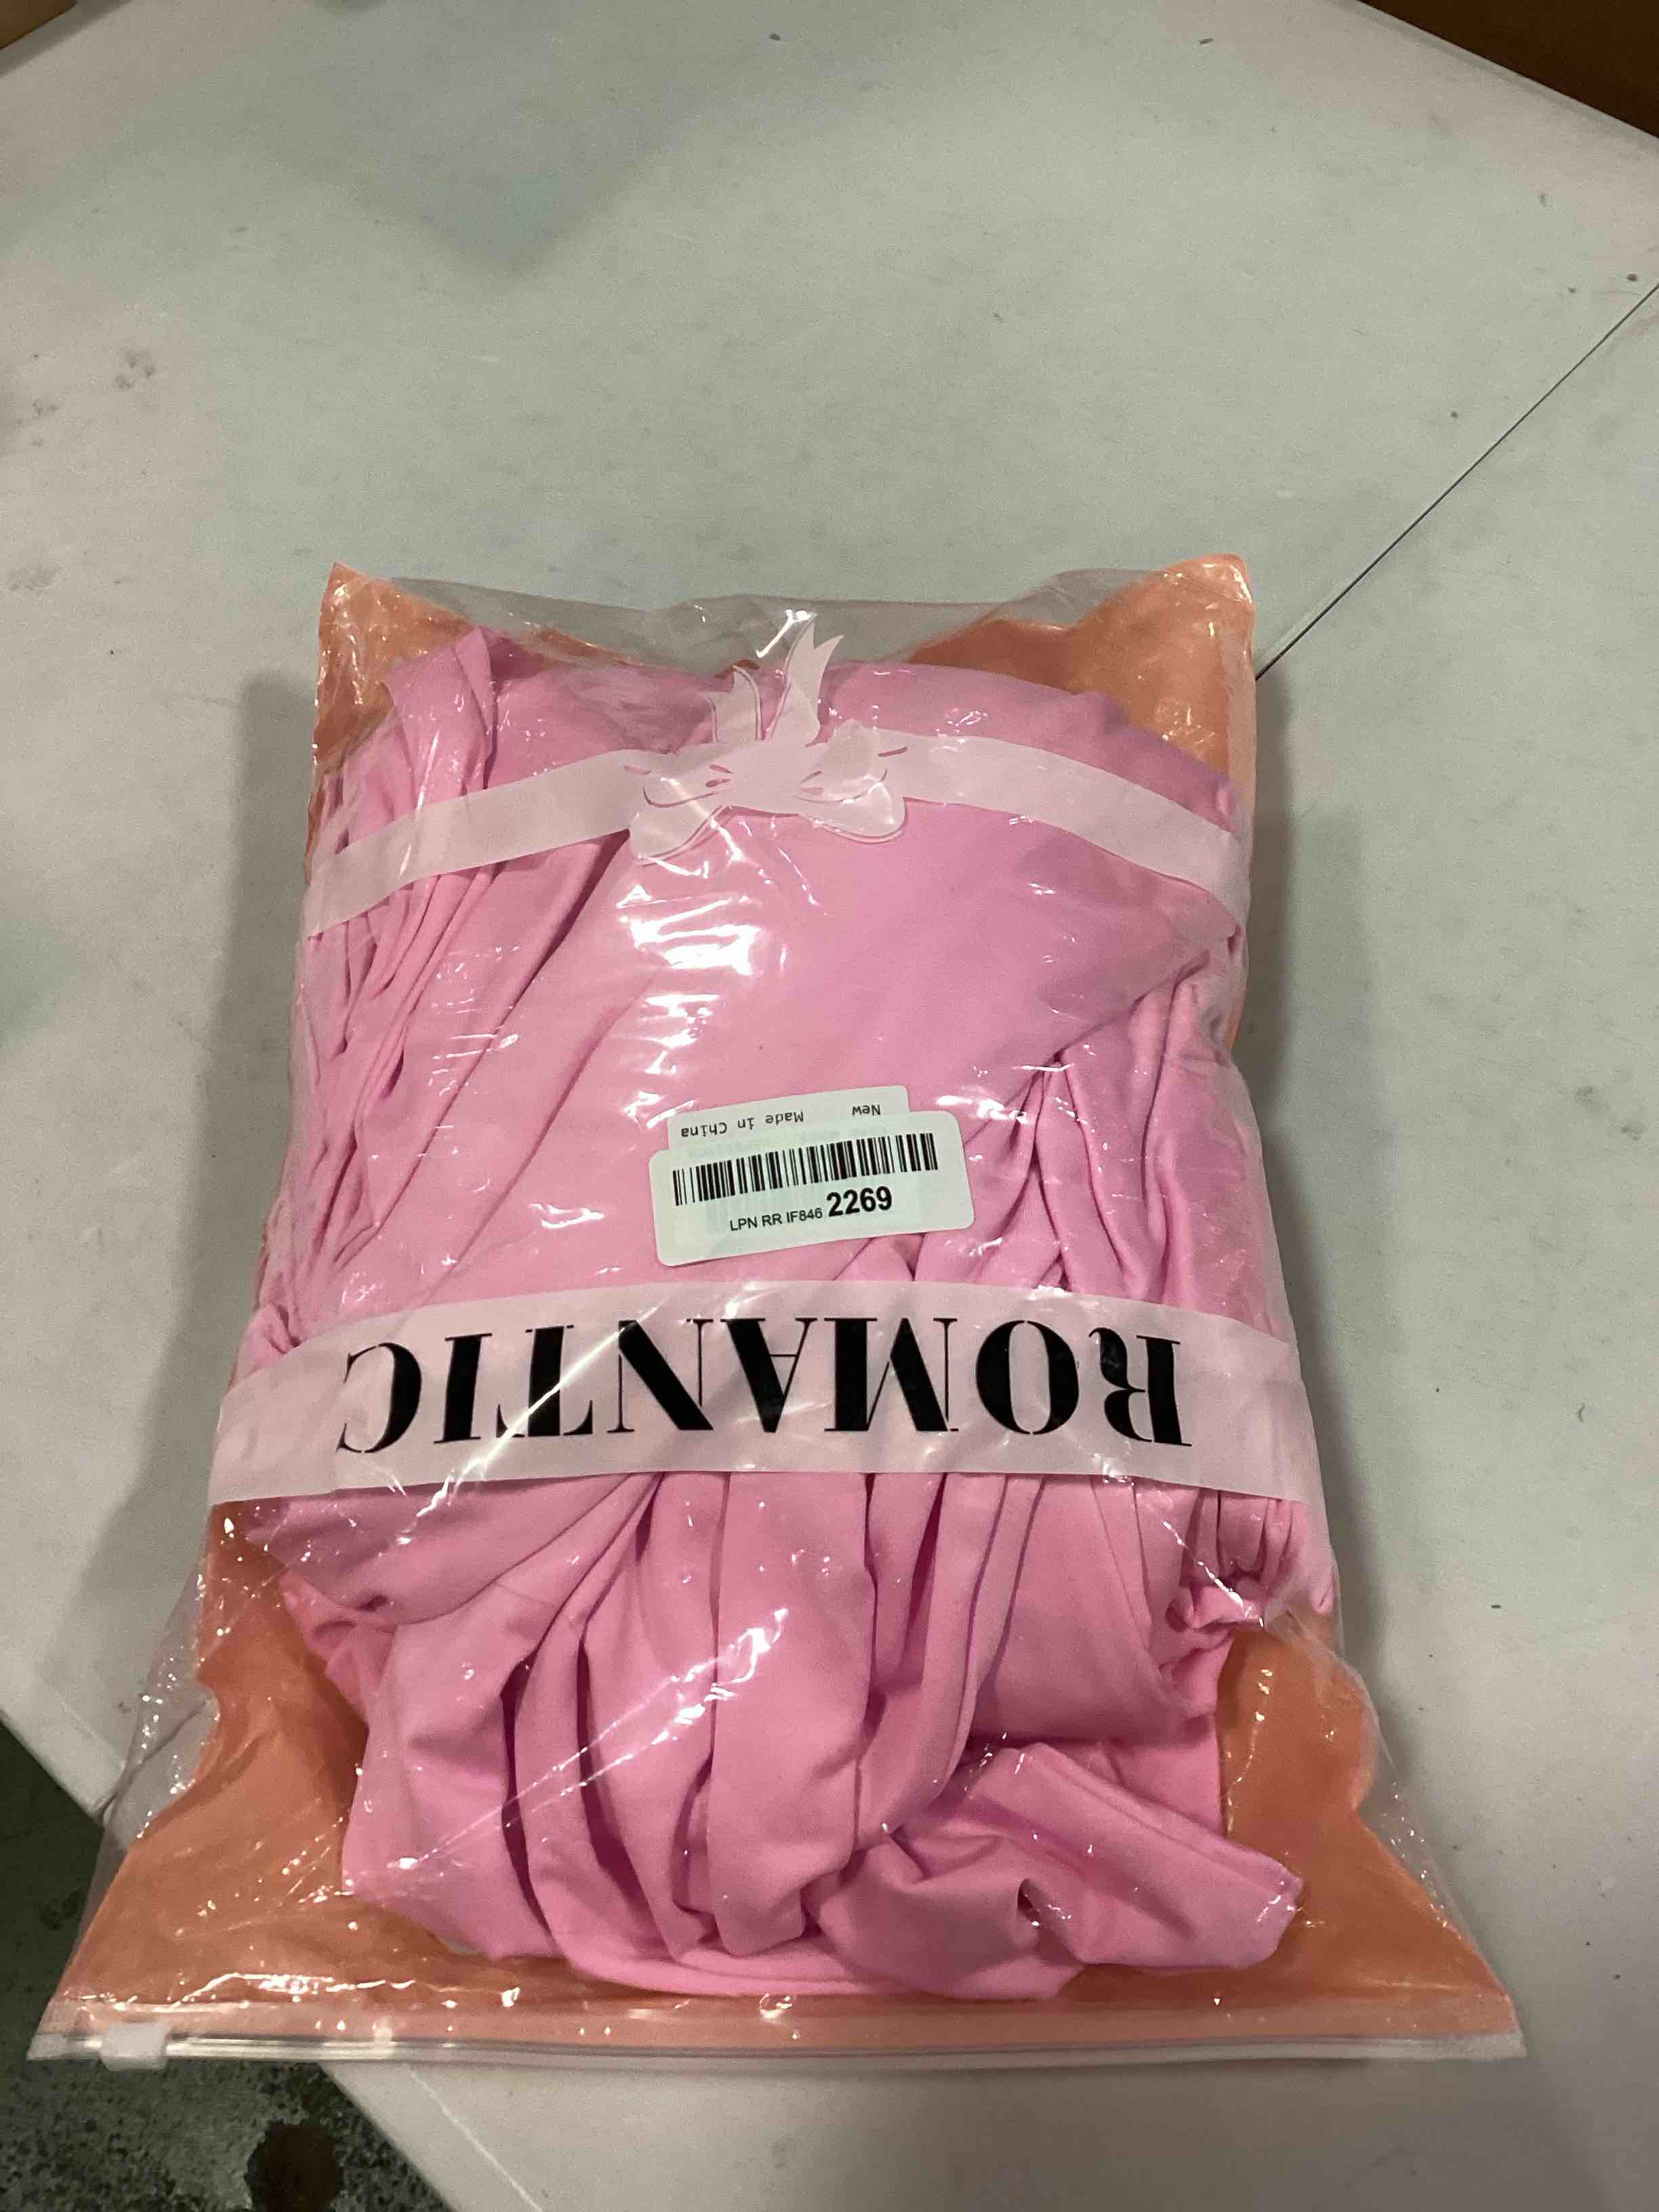 New Made in China
LPN RR IF846 2269
ROMANTIC